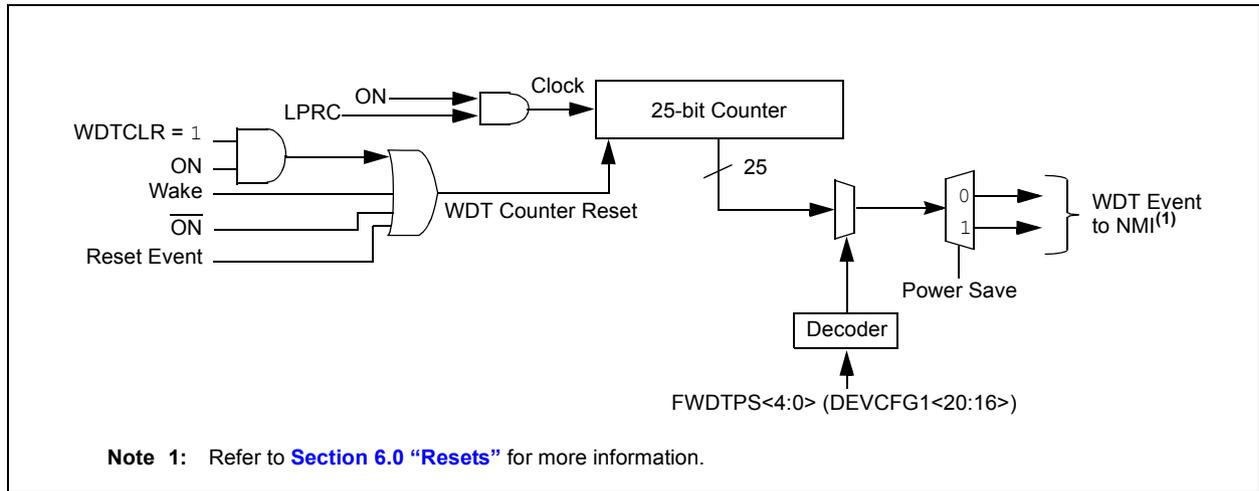 ON
Clock
LPRC
25-bit Counter
WDTCLR = 1
ON
Wake
ON
Reset Event
WDT Counter Reset
25
0
1
WDT Event
to NMI(1)
Power Save
Decoder
FWDTPS<4:0> (DEVCFG1<20:16>)
Note 1: Refer to Section 6.0 “Resets” for more information.